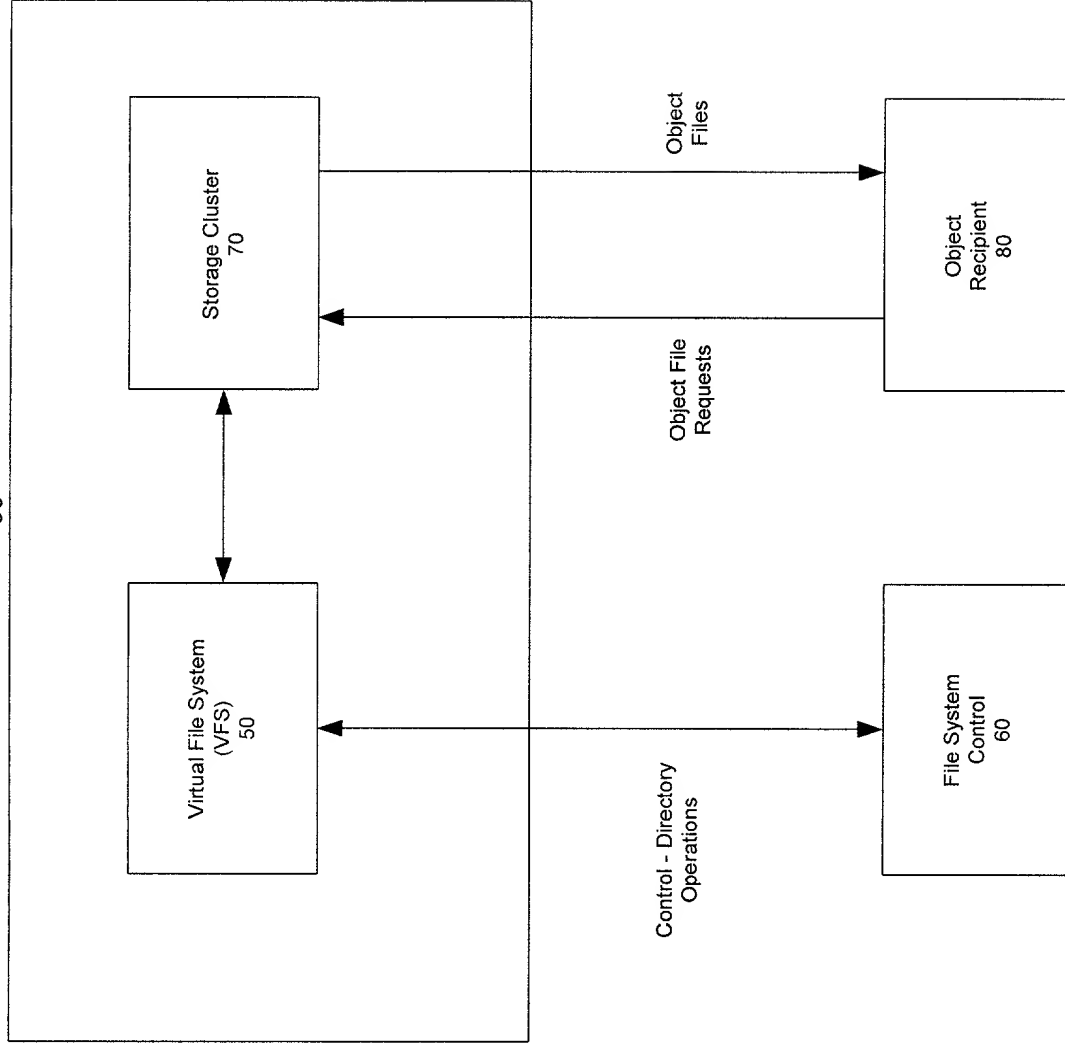 Virtual File System
(VFS)
50
Storage Cluster
70
Control - Directory
Operations
Object File
Requests
Object
Files
File System
Control
60
Object
Recipient
80